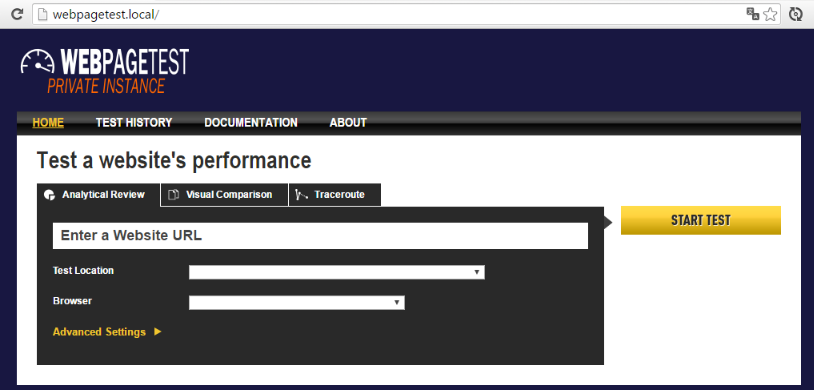 webpagetest.local/
WEBPAGETEST
PRIVATE INSTANCE
HOME TEST HISTORY DOCUMENTATION ABOUT
Test a website's performance
Analytical Review Visual Comparison Traceroute
START TEST
Enter a Website URL
Test Location
Browser
Advanced Settings